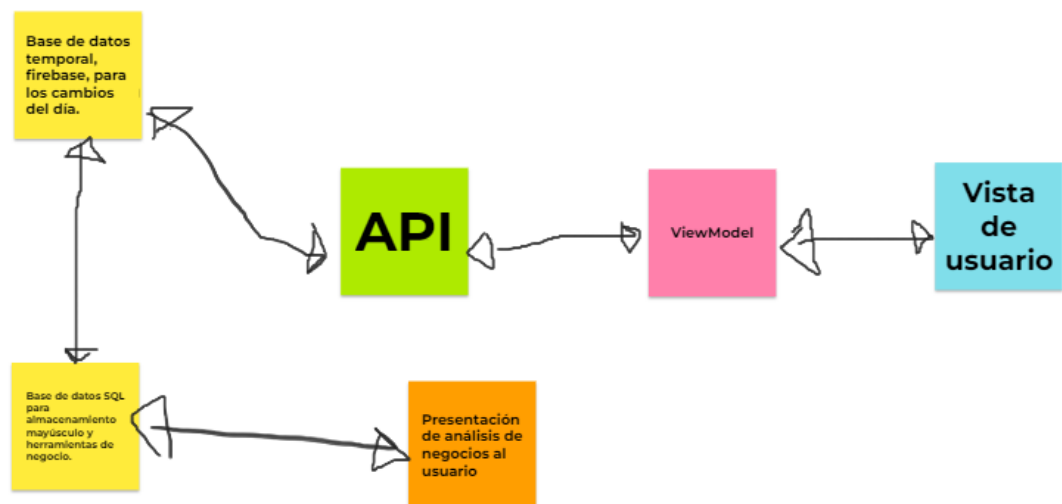 Base de datos
temporal,
firebase, para
los cambios
del día.
API
ViewModel
Vista
de
usuario
Base de datos SQL
para
almacenamiento
mayúsculo y
herramientas de
negocio.
Presentación
de análisis de
negocios al
usuario